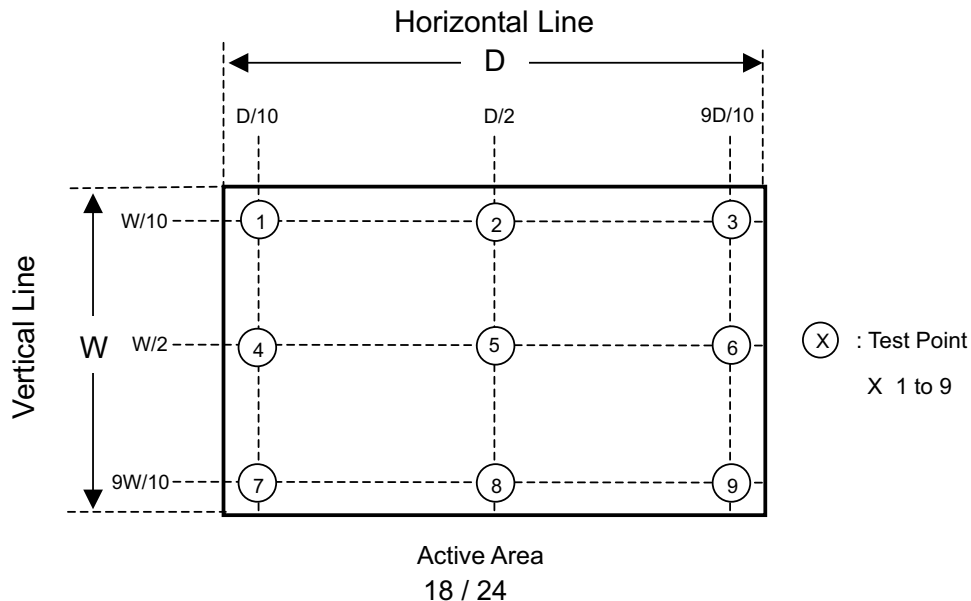 Horizontal Line
D
D/10 D/2 9D/10
W/10 1 2 3
Vertical Line
W W/2 4 5 6
X : Test Point
X 1 to 9
9W/10 7 8 9
Active Area
18 / 24